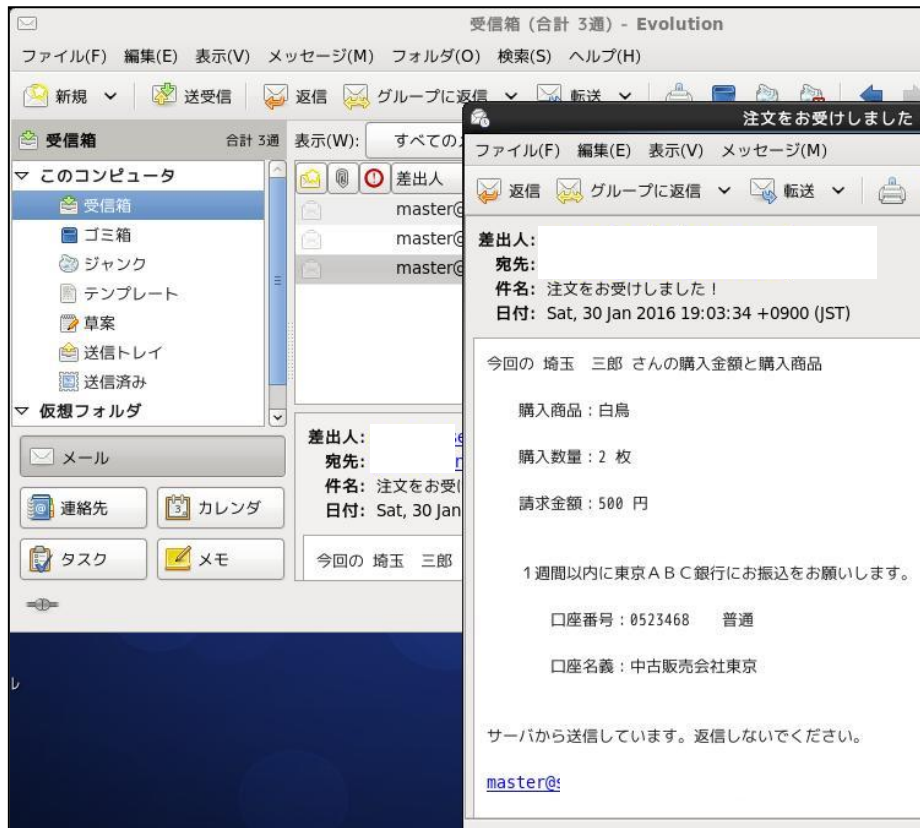 受信箱 (合計 3通) - Evolution
ファイル(F) 編集(E) 表示(V) メッセージ(M) フォルダ(O) 検索(S) ヘルプ(H)
新規 送受信 返信 グループに返信 転送
受信箱 合計 3通 表示(W): すべての
このコンピュータ
受信箱
ゴミ箱
ジャンク
テンプレート
草案
送信トレイ
送信済み
仮想フォルダ
メール
連絡先 カレンダ
タスク メモ
差出人
master@
master@
master@
差出人:
宛先:
件名: 注文をお受け
日付: Sat, 30 Jan
今回の 埼玉 三郎
注文をお受けしました
ファイル(F) 編集(E) 表示(V) メッセージ(M)
返信 グループに返信 転送
差出人:
宛先:
件名: 注文をお受けしました！
日付: Sat, 30 Jan 2016 19:03:34 +0900 (JST)
今回の 埼玉 三郎 さんの購入金額と購入商品
購入商品：白鳥
購入数量：2 枚
請求金額：500 円
１週間以内に東京ＡＢＣ銀行にお振込をお願いします。
口座番号：0523468 普通
口座名義：中古販売会社東京
サーバから送信しています。返信しないでください。
master@s